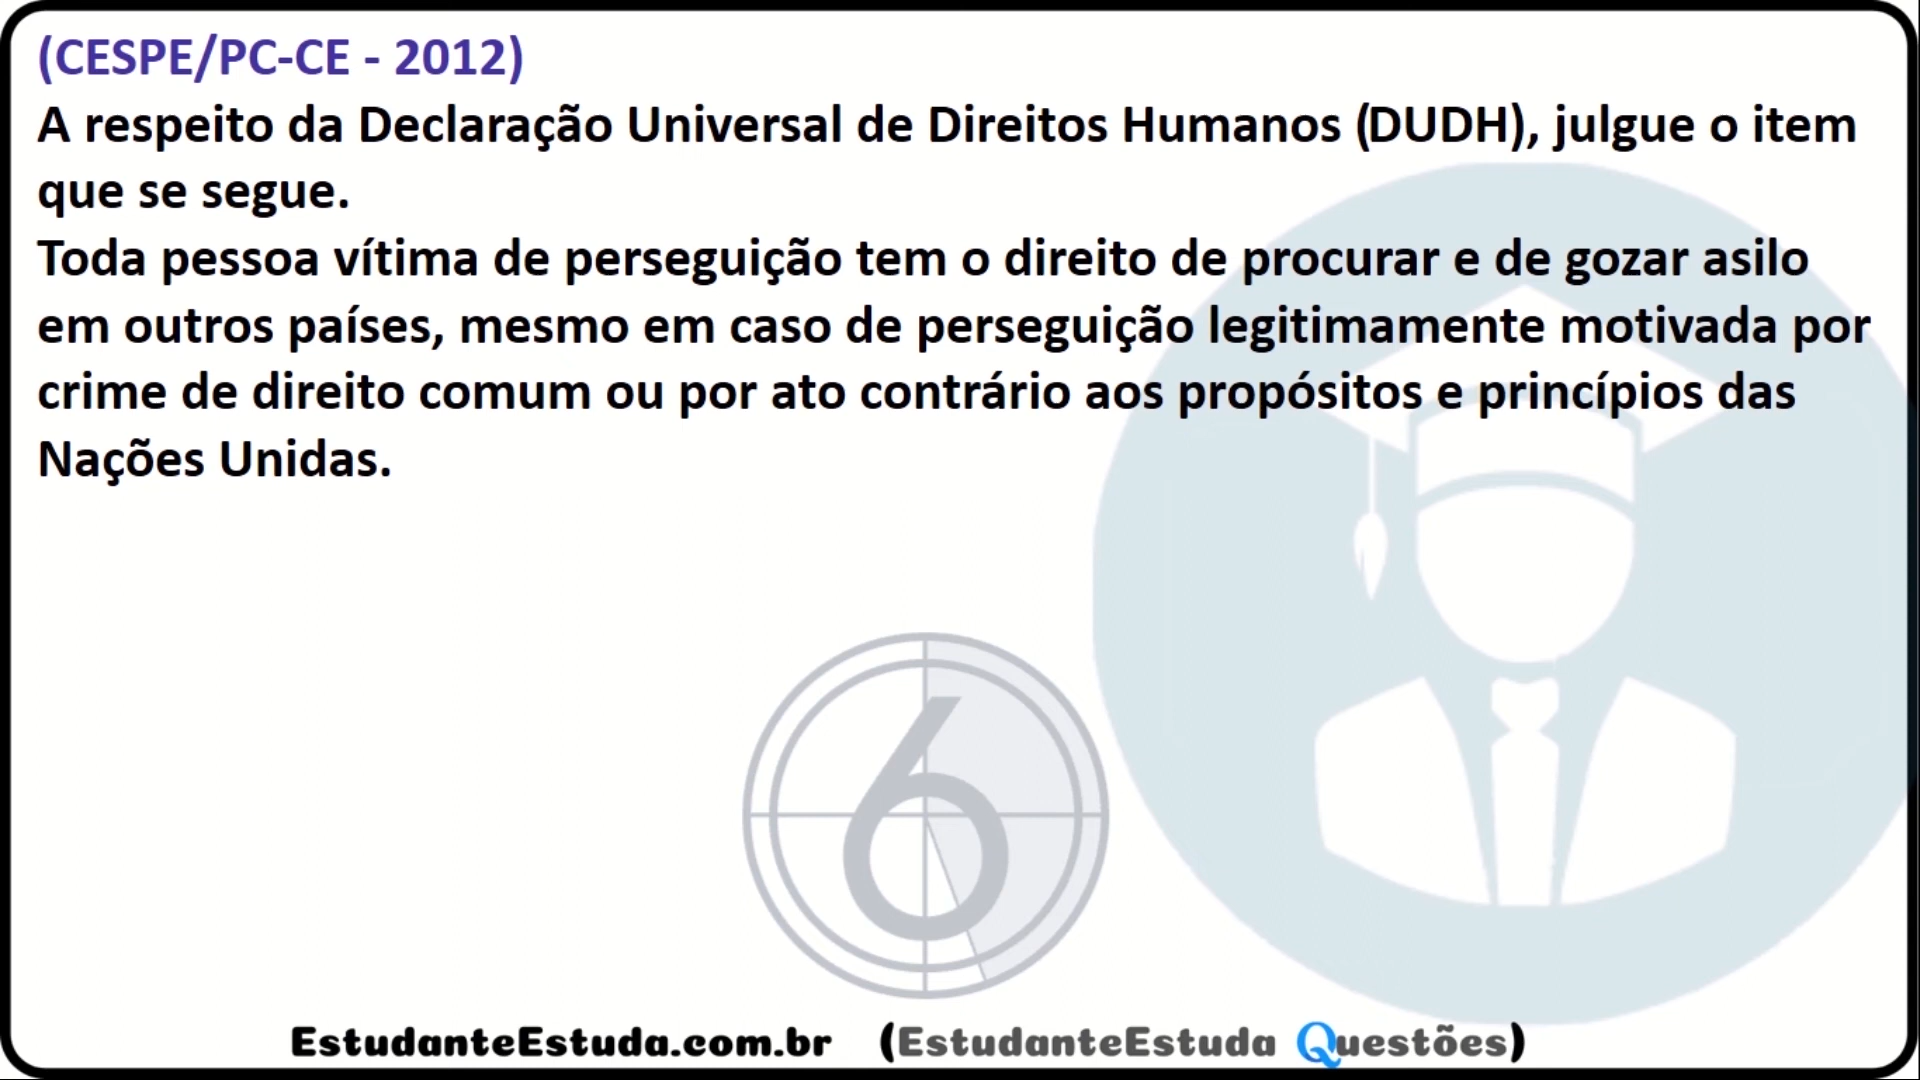 (CESPE/PC-CE - 2012)
A respeito da Declaração Universal de Direitos Humanos (DUDH), julgue o item
que se segue.
Toda pessoa vítima de perseguição tem o direito de procurar e de gozar asilo
em outros países, mesmo em caso de perseguição legitimamente motivada por
crime de direito comum ou por ato contrário aos propósitos e princípios das
Nações Unidas.
6
EstudanteEstuda.com.br (EstudanteEstuda Questões)